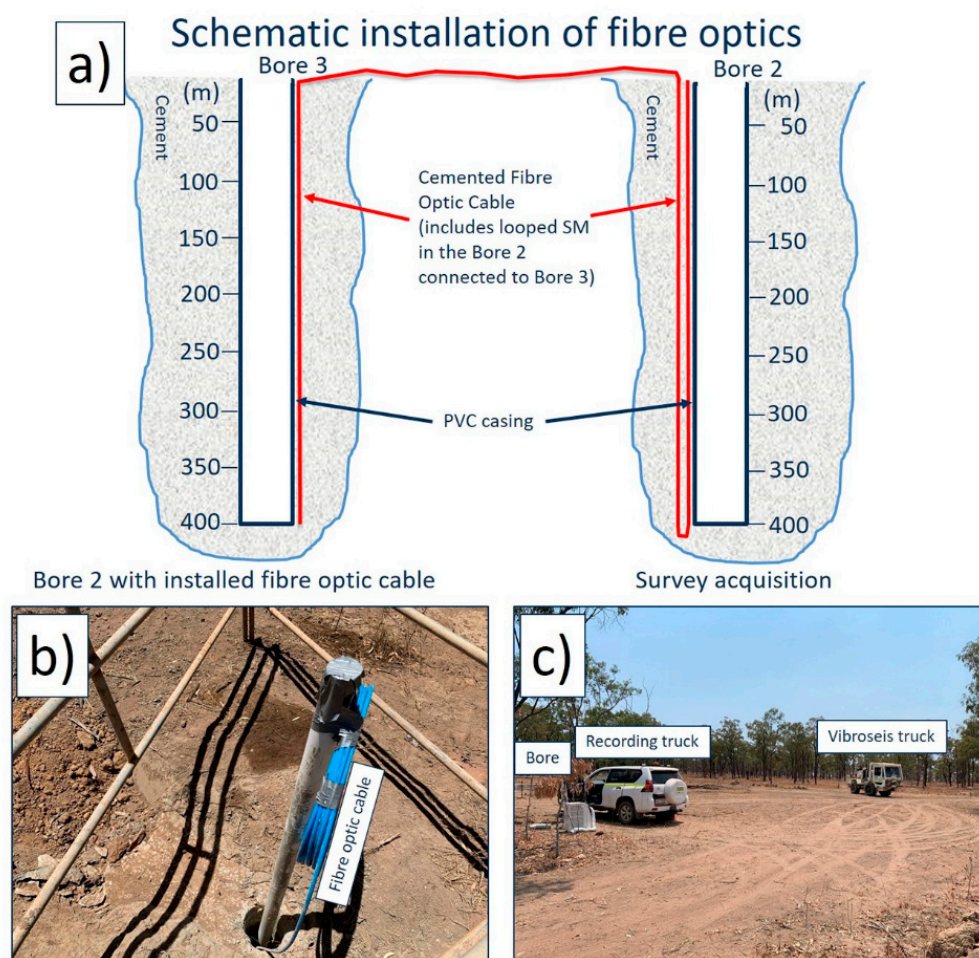 Schematic installation of fibre optics
a)
Bore 3
Bore 2
(m)
50
100
150
200
250
300
350
400
Cement
Cemented Fibre
Optic Cable
(includes looped SM
in the Bore 2
connected to Bore 3)
PVC casing
Cement
(m)
50
100
150
200
250
300
350
400
Bore 2 with installed fibre optic cable
Survey acquisition
b)
Fibre optic cable
c)
Bore
Recording truck
Vibroseis truck